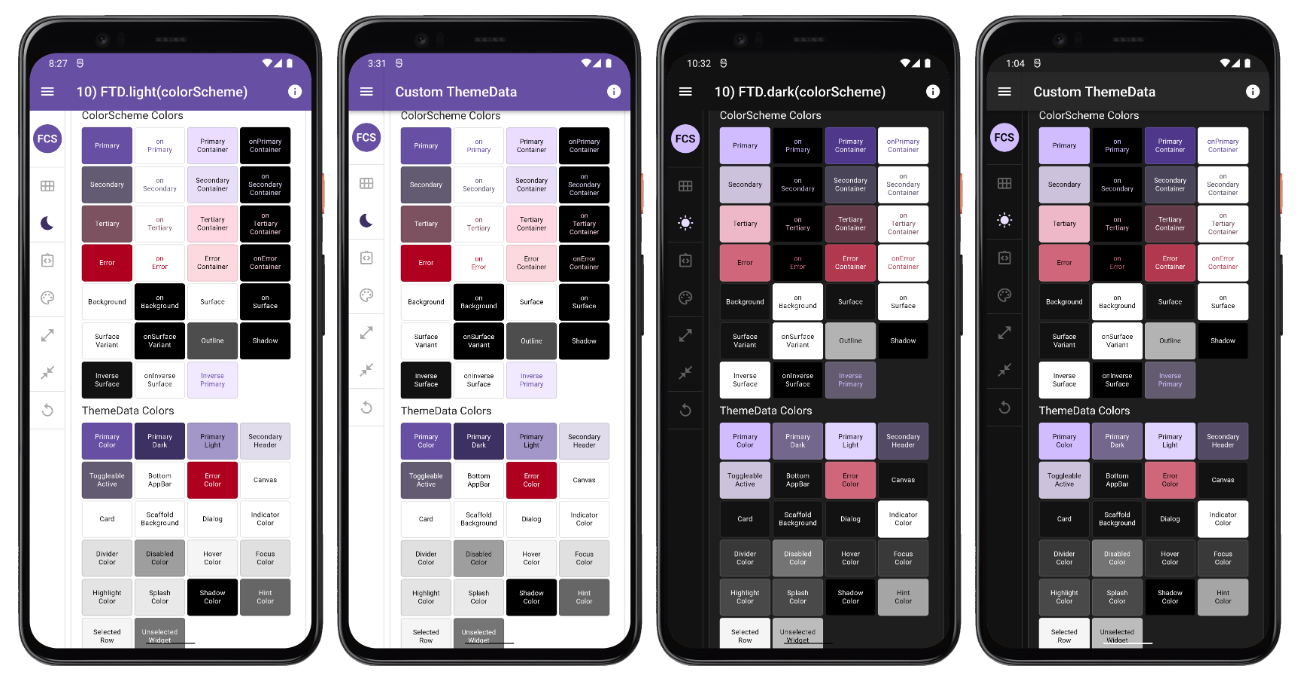 8:27
10) FTD.light(colorScheme)
ColorScheme Colors
FCS
Primary
on
Primary
Primary
Container
onPrimary
Container
Secondary
on
Secondary
Secondary
Container
on
Secondary
Container
Tertiary
on
Tertiary
Tertiary
Container
on
Tertiary
Container
Error
on
Error
Error
Container
onError
Container
Background
on
Background
Surface
on
Surface
Surface
Variant
onSurface
Variant
Outline
Shadow
Inverse
Surface
onInverse
Surface
Inverse
Primary
ThemeData Colors
Primary
Color
Primary
Dark
Primary
Light
Secondary
Header
Toggleable
Active
Bottom
AppBar
Error
Color
Canvas
Card
Scaffold
Background
Dialog
Indicator
Color
Divider
Color
Disabled
Color
Hover
Color
Focus
Color
Highlight
Color
Splash
Color
Shadow
Color
Hint
Color
Selected
Row
Unselected
Widget
3:31
Custom ThemeData
ColorScheme Colors
FCS
Primary
on
Primary
Primary
Container
onPrimary
Container
Secondary
on
Secondary
Secondary
Container
on
Secondary
Container
Tertiary
on
Tertiary
Tertiary
Container
on
Tertiary
Container
Error
on
Error
Error
Container
onError
Container
Background
on
Background
Surface
on
Surface
Surface
Variant
onSurface
Variant
Outline
Shadow
Inverse
Surface
onInverse
Surface
Inverse
Primary
ThemeData Colors
Primary
Color
Primary
Dark
Primary
Light
Secondary
Header
Toggleable
Active
Bottom
AppBar
Error
Color
Canvas
Card
Scaffold
Background
Dialog
Indicator
Color
Divider
Color
Disabled
Color
Hover
Color
Focus
Color
Highlight
Color
Splash
Color
Shadow
Color
Hint
Color
Selected
Row
Unselected
Widget
10:32
10) FTD.dark(colorScheme)
ColorScheme Colors
FCS
Primary
on
Primary
Primary
Container
onPrimary
Container
Secondary
on
Secondary
Secondary
Container
on
Secondary
Container
Tertiary
on
Tertiary
Tertiary
Container
on
Tertiary
Container
Error
on
Error
Error
Container
onError
Container
Background
on
Background
Surface
on
Surface
Surface
Variant
onSurface
Variant
Outline
Shadow
Inverse
Surface
onInverse
Surface
Inverse
Primary
ThemeData Colors
Primary
Color
Primary
Dark
Primary
Light
Secondary
Header
Toggleable
Active
Bottom
AppBar
Error
Color
Canvas
Card
Scaffold
Background
Dialog
Indicator
Color
Divider
Color
Disabled
Color
Hover
Color
Focus
Color
Highlight
Color
Splash
Color
Shadow
Color
Hint
Color
Selected
Row
Unselected
Widget
1:04
Custom ThemeData
ColorScheme Colors
FCS
Primary
on
Primary
Primary
Container
onPrimary
Container
Secondary
on
Secondary
Secondary
Container
on
Secondary
Container
Tertiary
on
Tertiary
Tertiary
Container
on
Tertiary
Container
Error
on
Error
Error
Container
onError
Container
Background
on
Background
Surface
on
Surface
Surface
Variant
onSurface
Variant
Outline
Shadow
Inverse
Surface
onInverse
Surface
Inverse
Primary
ThemeData Colors
Primary
Color
Primary
Dark
Primary
Light
Secondary
Header
Toggleable
Active
Bottom
AppBar
Error
Color
Canvas
Card
Scaffold
Background
Dialog
Indicator
Color
Divider
Color
Disabled
Color
Hover
Color
Focus
Color
Highlight
Color
Splash
Color
Shadow
Color
Hint
Color
Selected
Row
Unselected
Widget